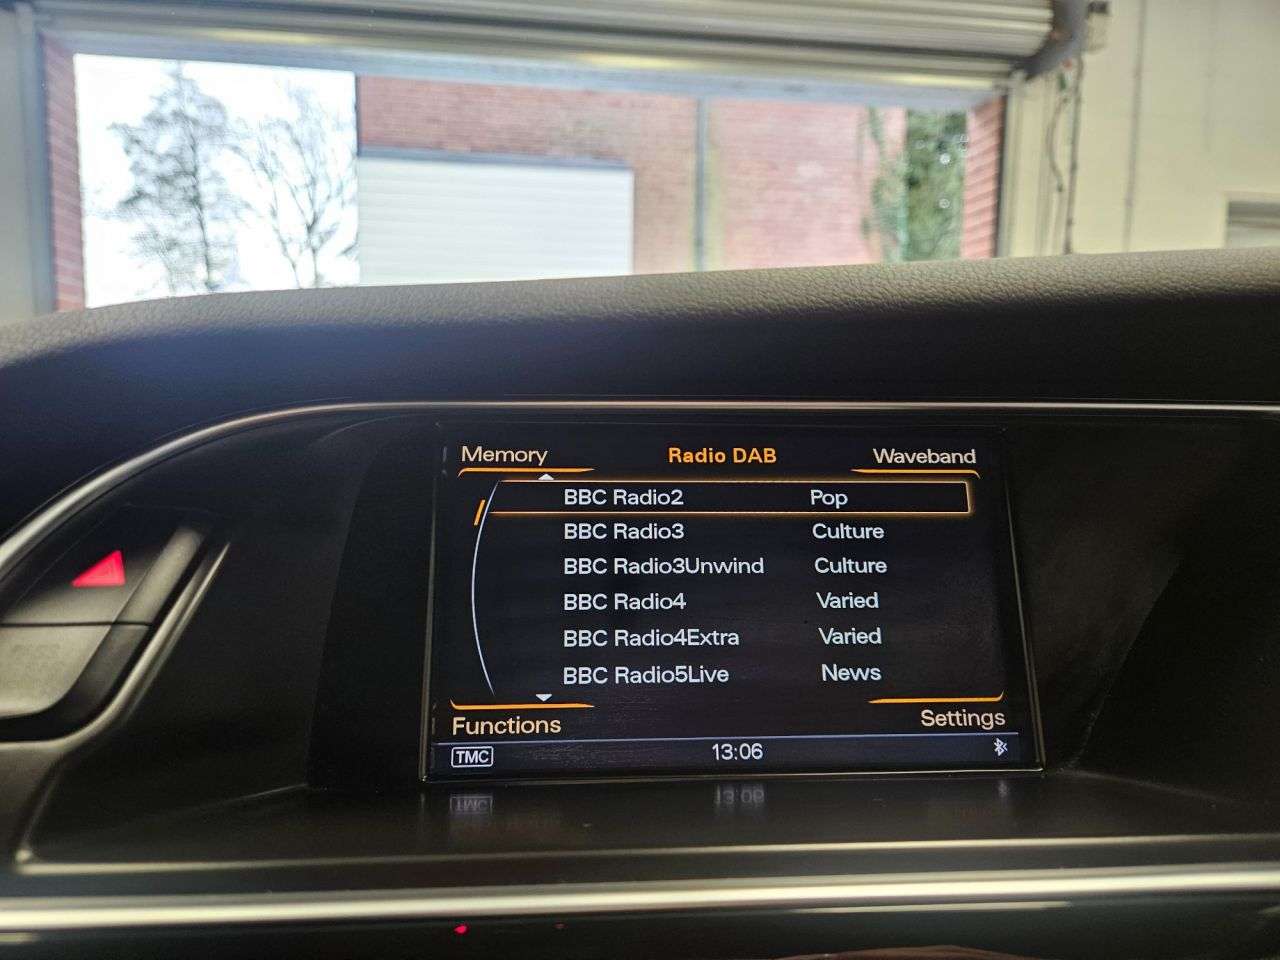 Memory Radio DAB Waveband
BBC Radio2 Pop
BBC Radio3 Culture
BBC Radio3Unwind Culture
BBC Radio4 Varied
BBC Radio4Extra Varied
BBC Radio5Live News
Functions Settings
TMC 13:06